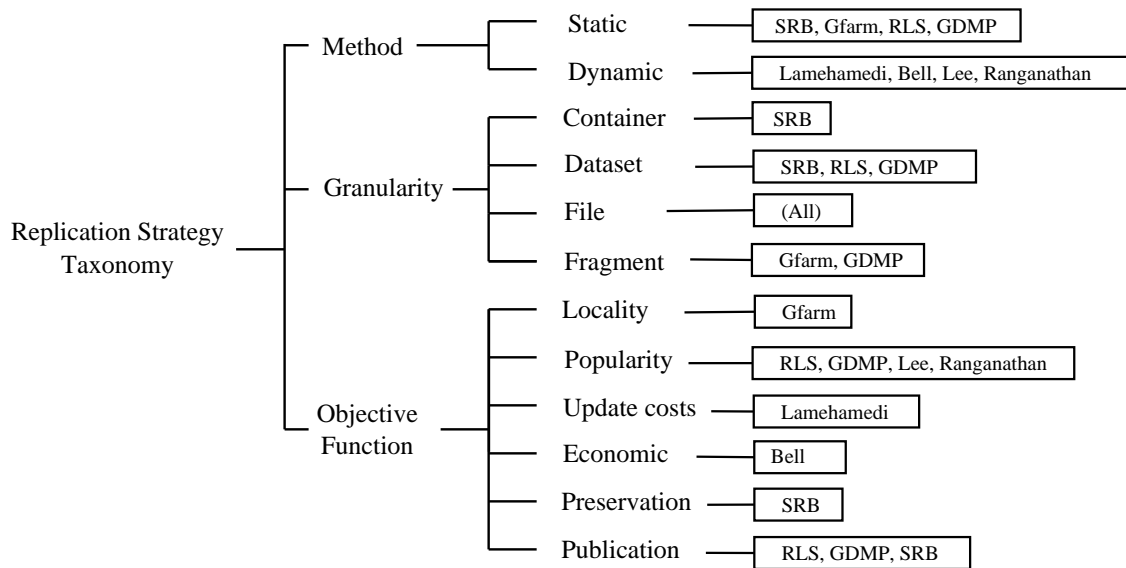 Static
SRB, Gfarm, RLS, GDMP
Method
Dynamic
Lamehamedi, Bell, Lee, Ranganathan
Container
SRB
Dataset
SRB, RLS, GDMP
Granularity
File
(All)
Replication Strategy
Taxonomy
Fragment
Gfarm, GDMP
Locality
Gfarm
Popularity
RLS, GDMP, Lee, Ranganathan
Update costs
Lamehamedi
Objective
Function
Economic
Bell
Preservation
SRB
Publication
RLS, GDMP, SRB